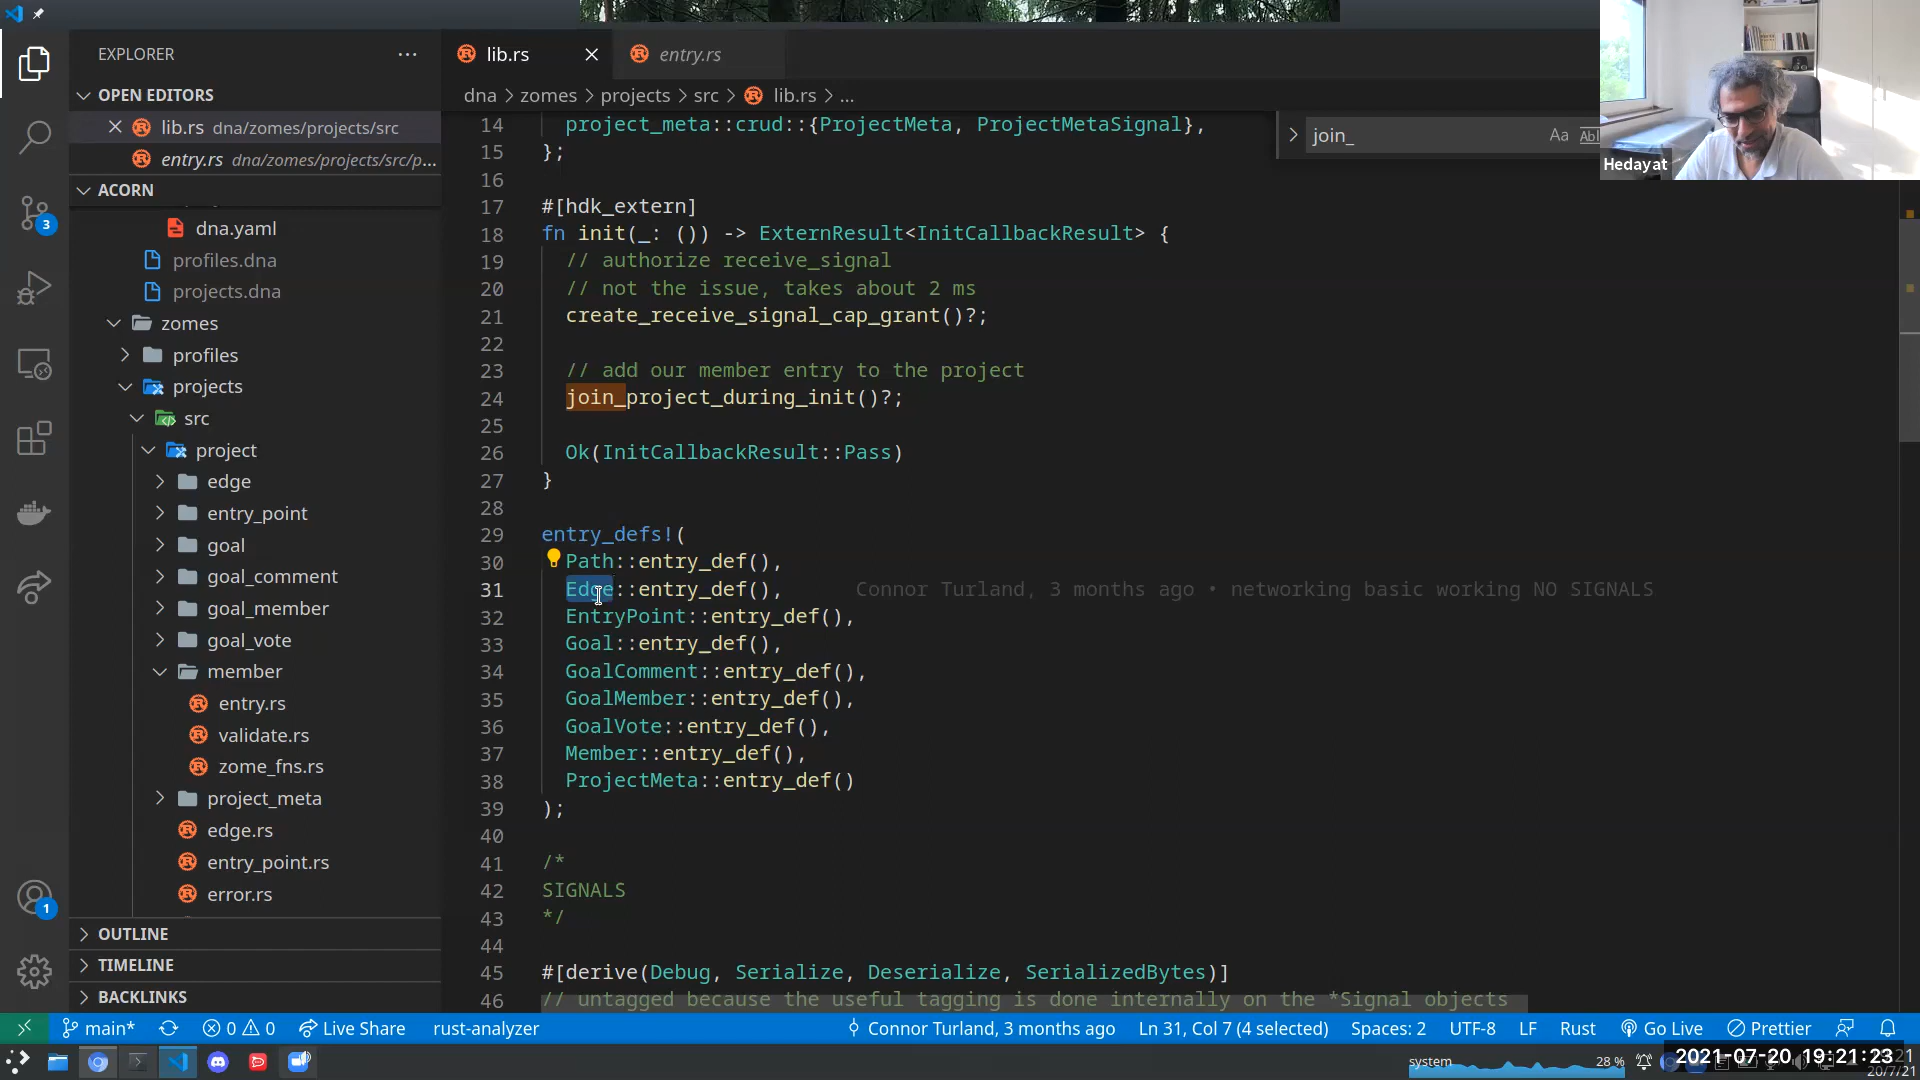 EXPLORER
OPEN EDITORS
lib.rs dna/zomes/projects/src
entry.rs dna/zomes/projects/src/p...
ACORN
dna.yaml
profiles.dna
projects.dna
zomes
profiles
projects
src
project
edge
entry_point
goal
goal_comment
goal_member
goal_vote
member
entry.rs
validate.rs
zome_fns.rs
project_meta
edge.rs
entry_point.rs
error.rs
OUTLINE
TIMELINE
BACKLINKS
3
1
lib.rs
entry.rs
dna > zomes > projects > src > lib.rs > ...
join_
Aa
Hedayat
14 project_meta::crud::{ProjectMeta, ProjectMetaSignal},
15 };
16
17 #[hdk_extern]
18 fn init(_: ()) -> ExternResult<InitCallbackResult> {
19 // authorize receive_signal
20 // not the issue, takes about 2 ms
21 create_receive_signal_cap_grant()?;
22
23 // add our member entry to the project
24 join_project_during_init()?;
25
26 Ok(InitCallbackResult::Pass)
27 }
28
29 entry_defs!(
30 Path::entry_def(),
31 Edge::entry_def(), Connor Turland, 3 months ago • networking basic working NO SIGNALS
32 EntryPoint::entry_def(),
33 Goal::entry_def(),
34 GoalComment::entry_def(),
35 GoalMember::entry_def(),
36 GoalVote::entry_def(),
37 Member::entry_def(),
38 ProjectMeta::entry_def()
39 );
40
41 /*
42 SIGNALS
43 */
44
45 #[derive(Debug, Serialize, Deserialize, SerializedBytes)]
46 // untagged because the useful tagging is done internally on the *Signal objects
main* 0 0 Live Share rust-analyzer Connor Turland, 3 months ago Ln 31, Col 7 (4 selected) Spaces: 2 UTF-8 LF Rust Go Live Prettier
system 28 % 2021-07-20 19:21:23
20/7/21